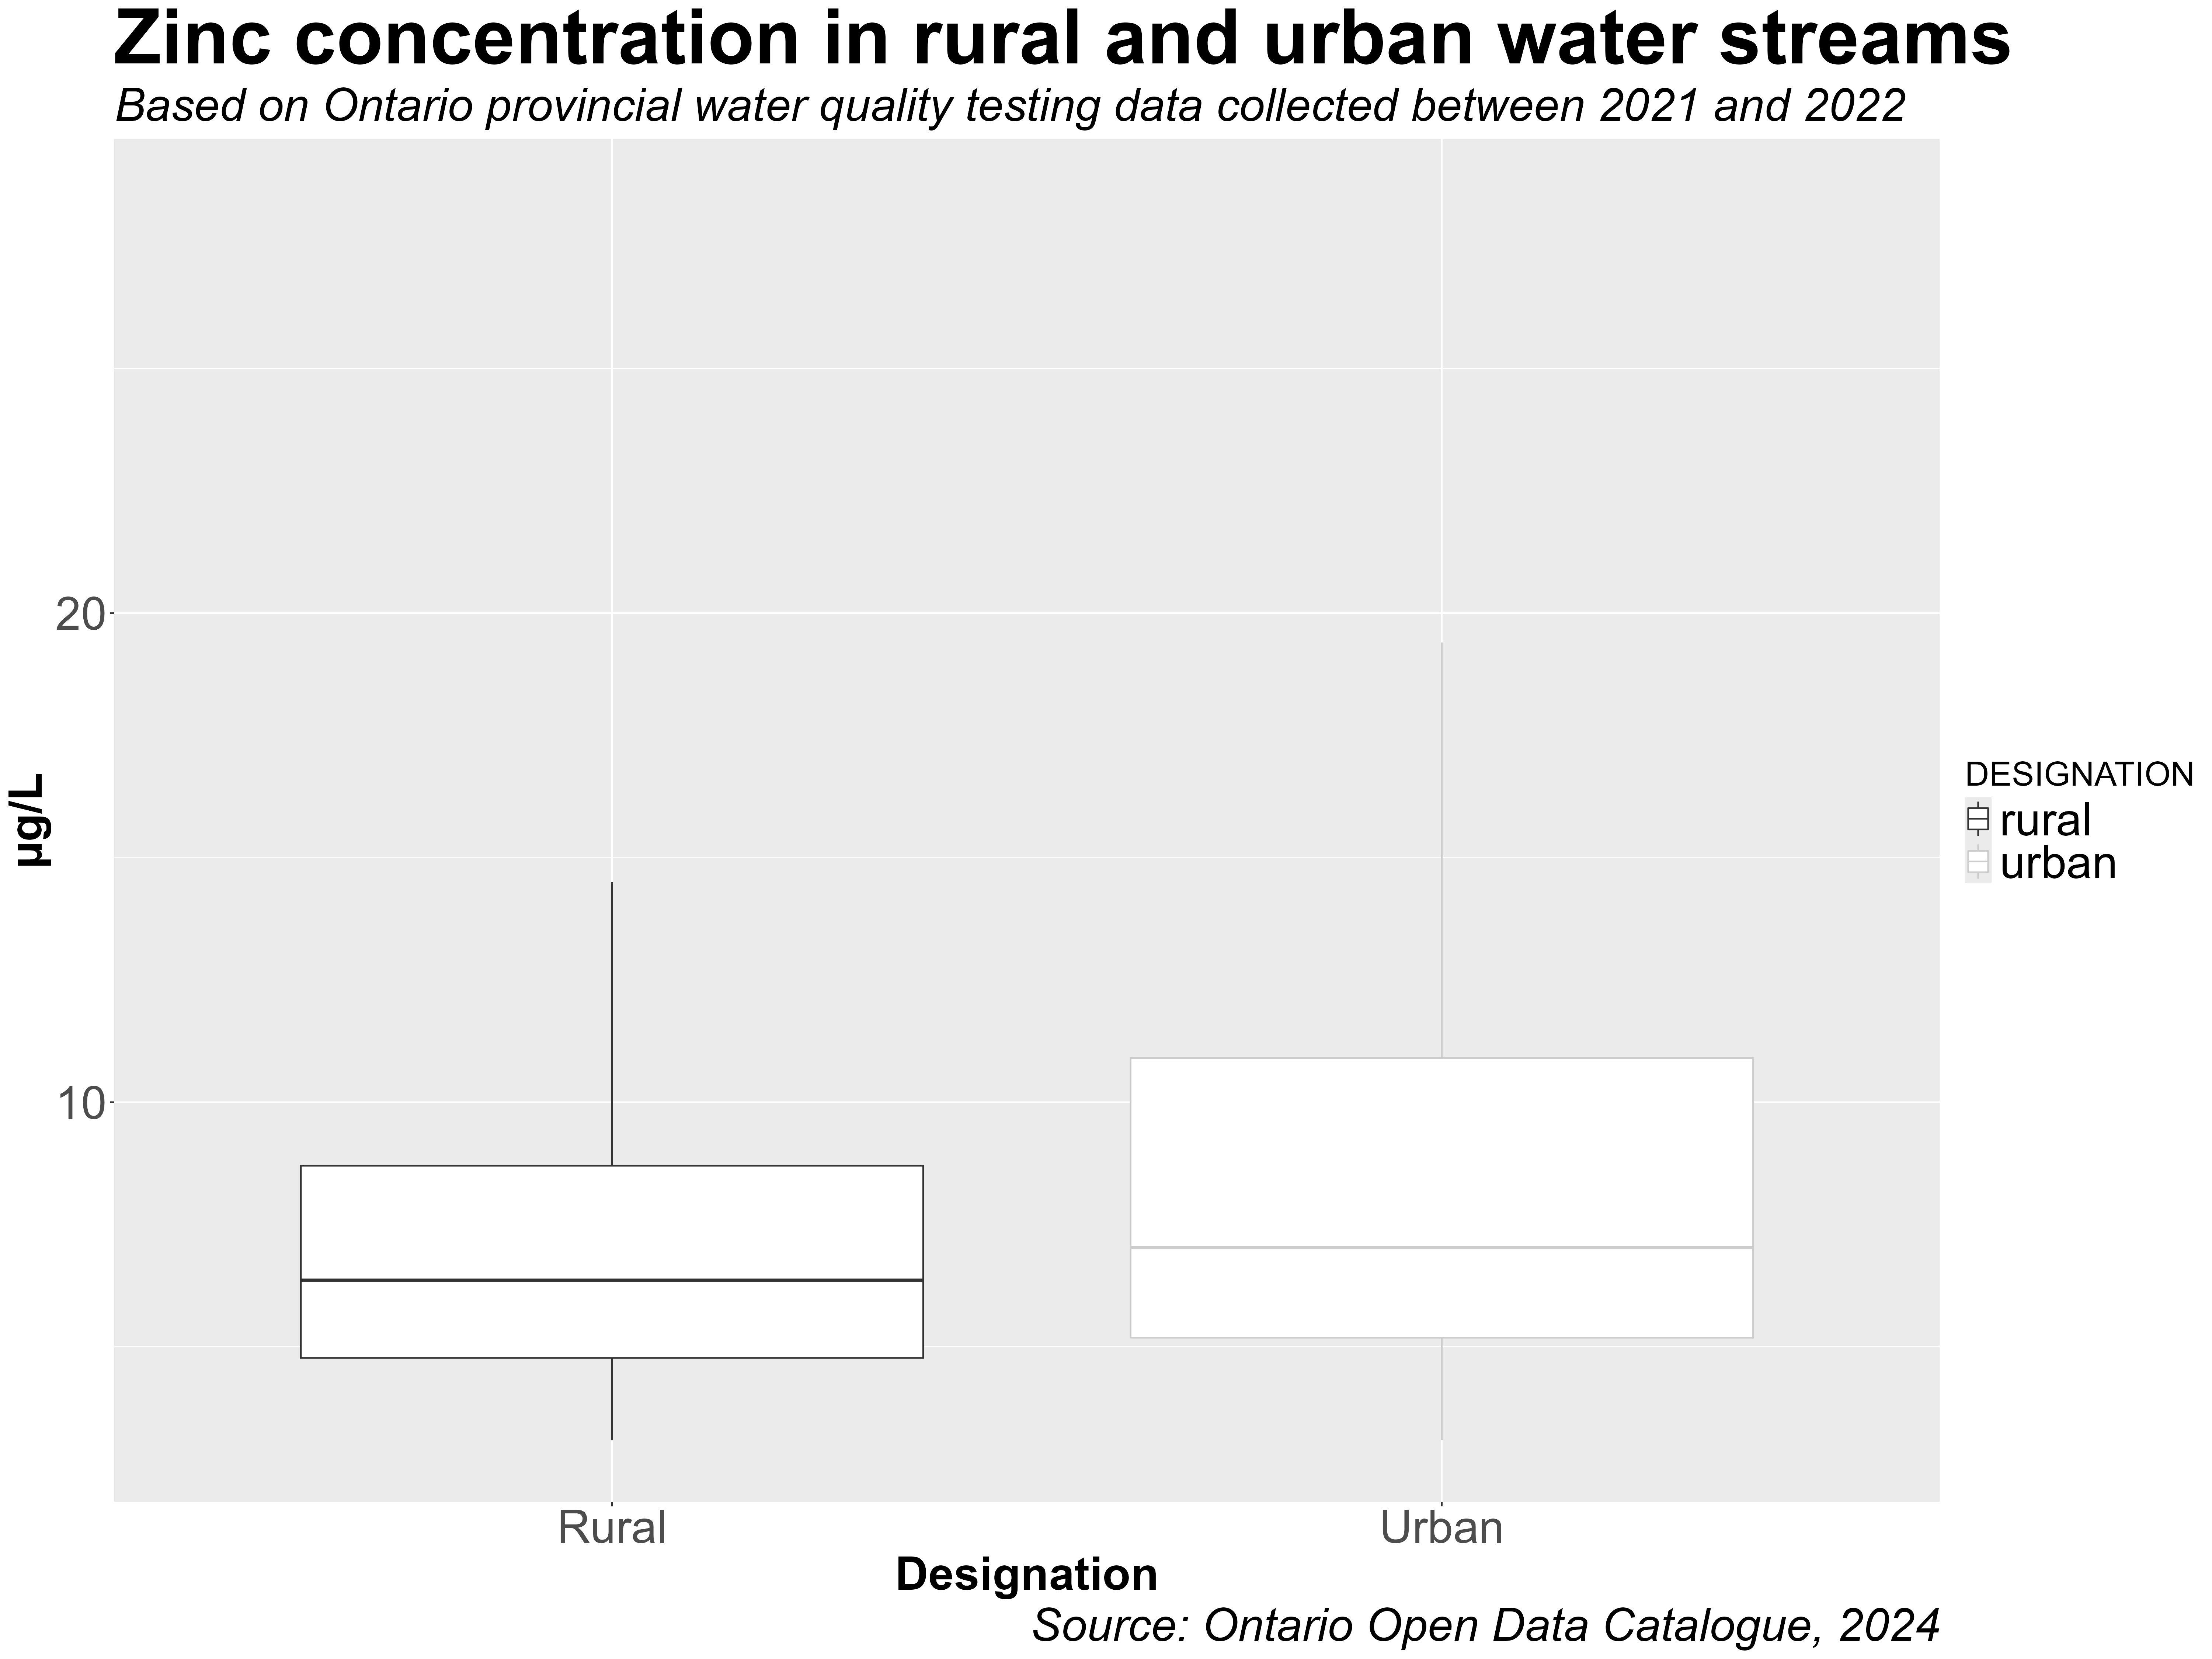 Zinc concentration in rural and urban water streams
Based on Ontario provincial water quality testing data collected between 2021 and 2022
20
10
µg/L
DESIGNATION
rural
urban
Rural
Urban
Designation
Source: Ontario Open Data Catalogue, 2024